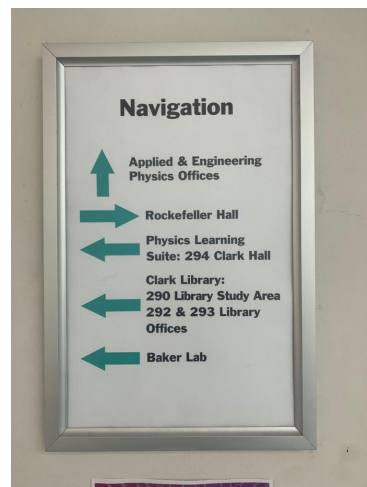 Navigation
Applied & Engineering
Physics Offices
Rockefeller Hall
Physics Learning
Suite: 294 Clark Hall
Clark Library:
290 Library Study Area
292 & 293 Library
Offices
Baker Lab